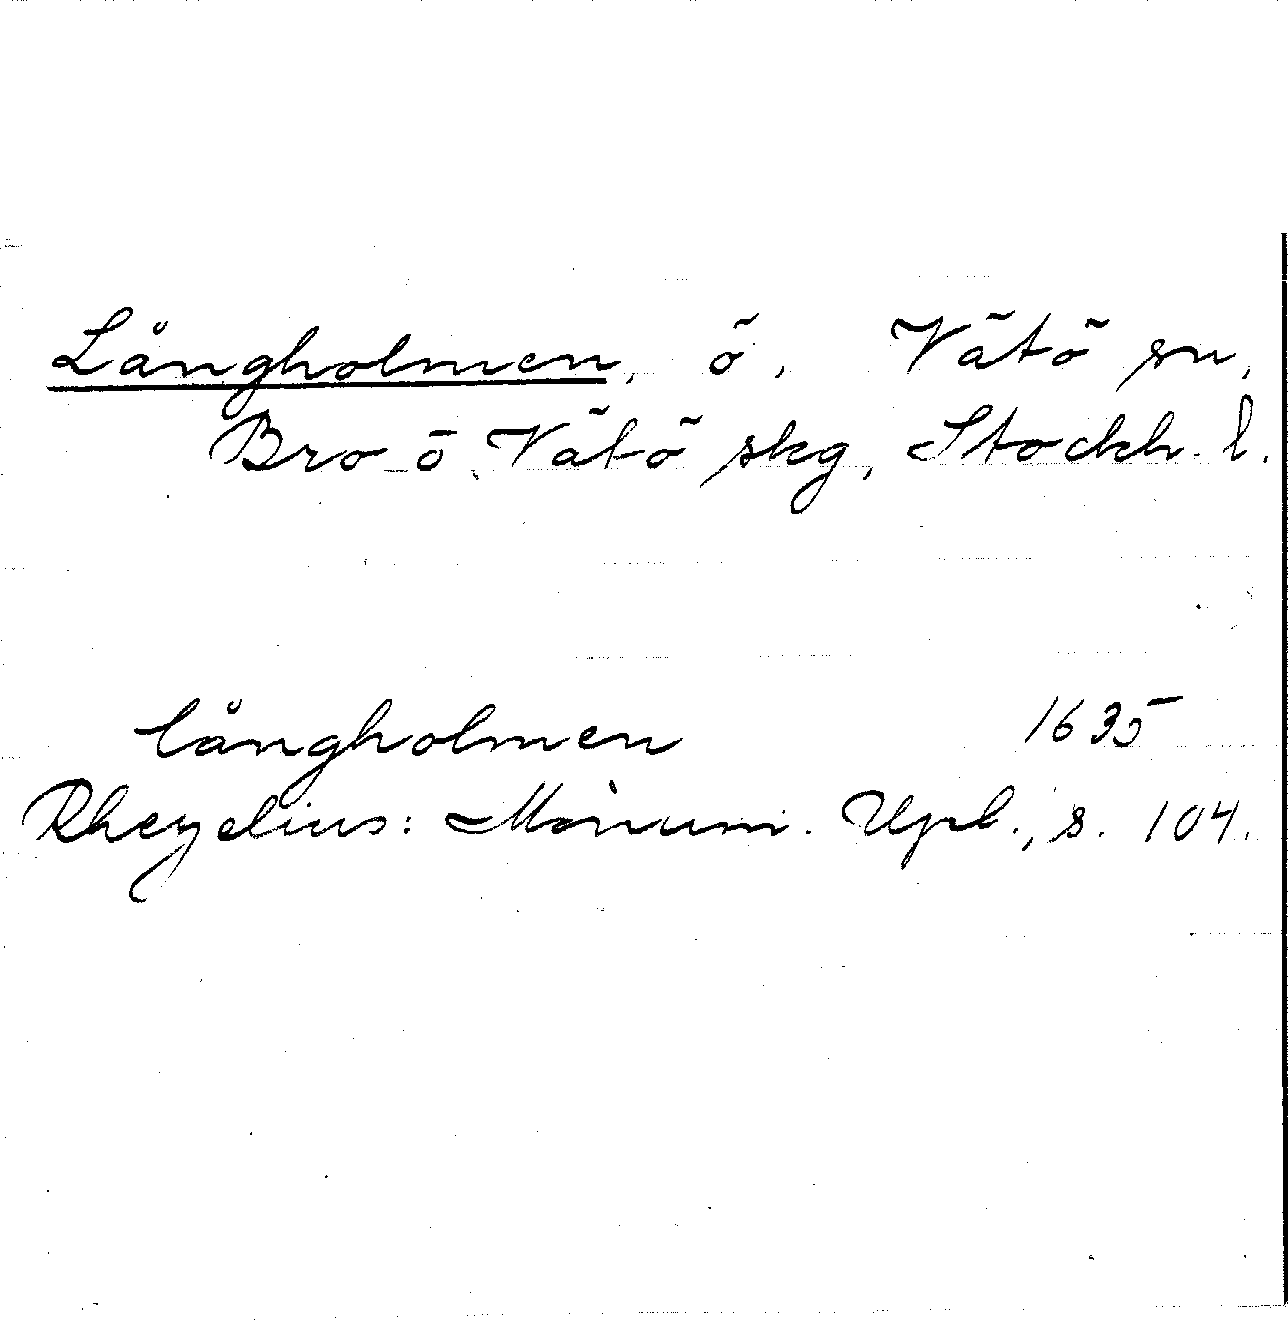 Långholmen, ö, Vätö sn,
Bro o. Vätö skg, Stockh. l.
långholmen 1635
Rhezelius: Monum. Upl., s. 104.